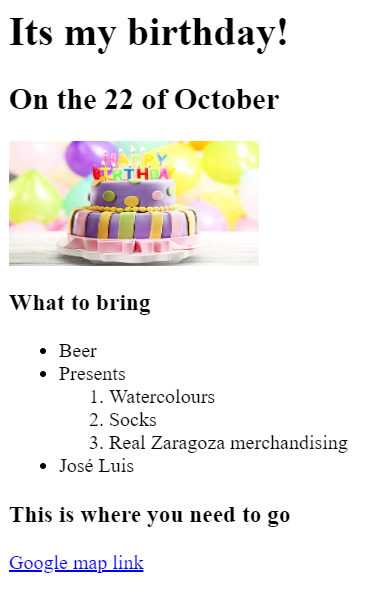 Its my birthday!
On the 22 of October
HAPPY
BIRTHDAY
What to bring
• Beer
• Presents
1. Watercolours
2. Socks
3. Real Zaragoza merchandising
• José Luis
This is where you need to go
Google map link